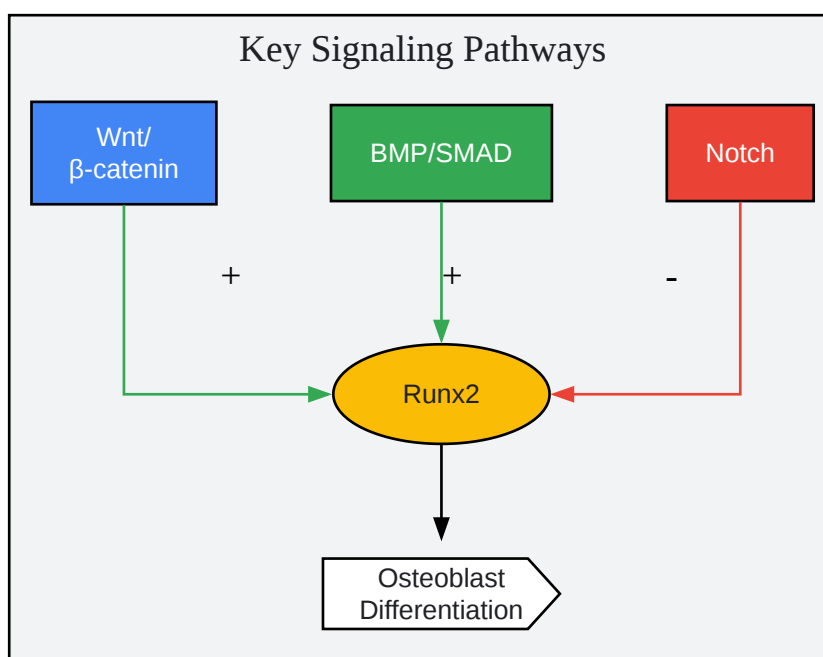 Key Signaling Pathways
Wnt/
β-catenin
BMP/SMAD
Notch
+
+
-
Runx2
Osteoblast
Differentiation